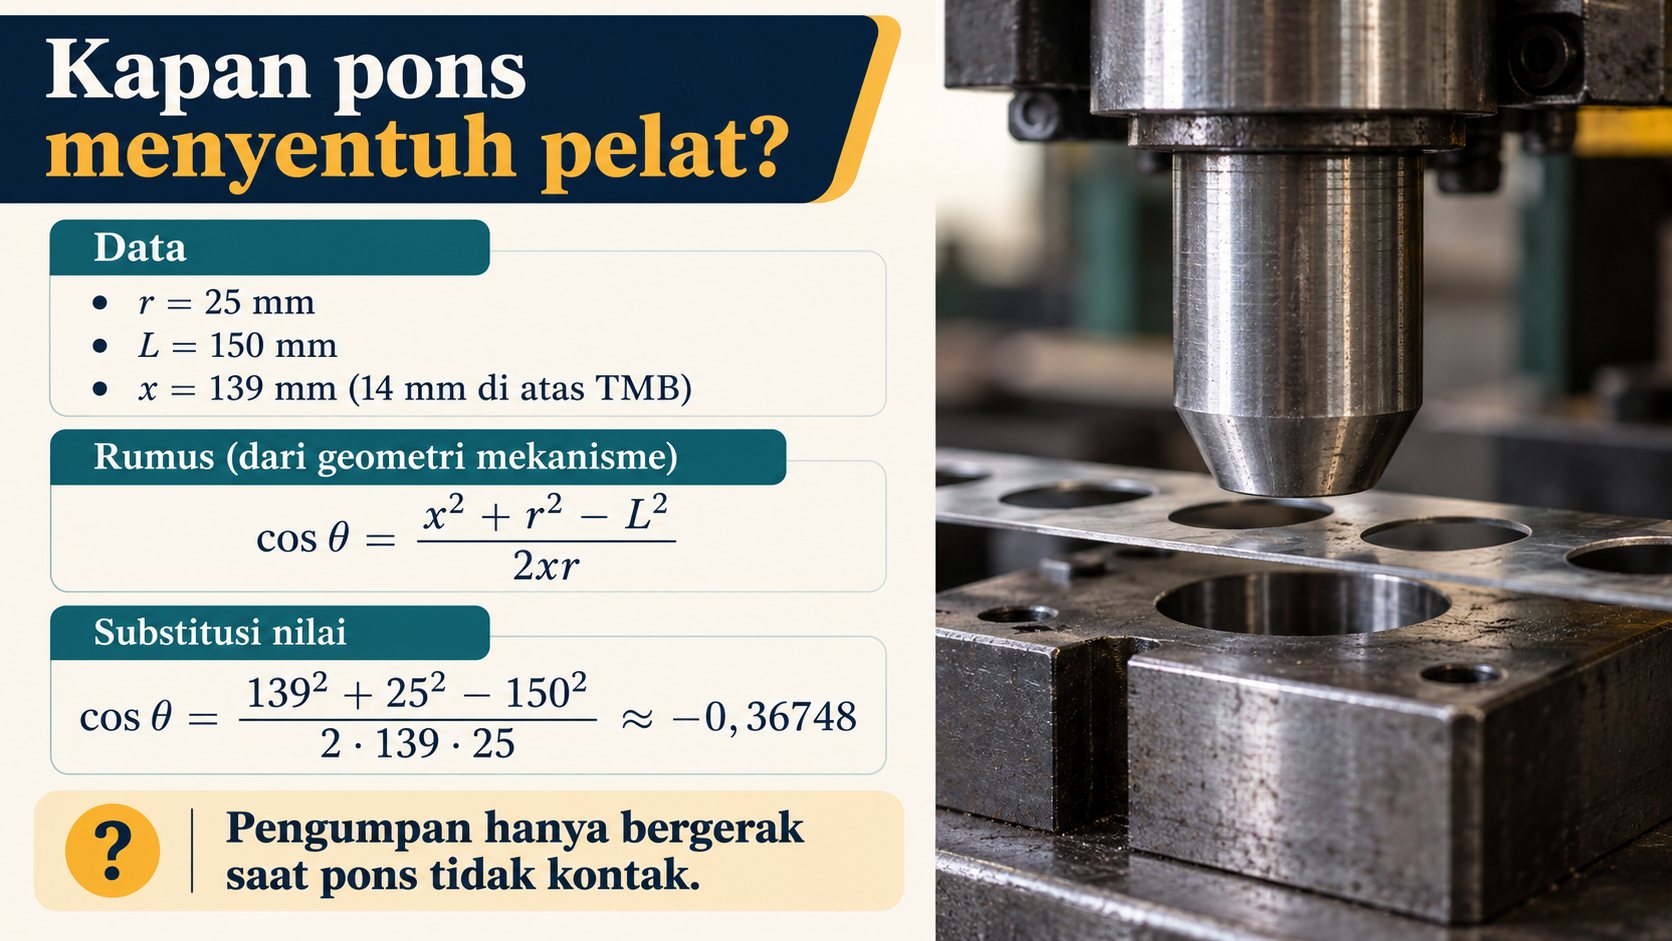 Kapan pons
menyentuh pelat?
Data
• r = 25 mm
• L = 150 mm
• x = 139 mm (14 mm di atas TMB)
Rumus (dari geometri mekanisme)
cos θ = \frac{x² + r² − L²}{2xr}
Substitusi nilai
cos θ = \frac{139² + 25² − 150²}{2 · 139 · 25} ≈ −0,36748
?
Pengumpan hanya bergerak
saat pons tidak kontak.